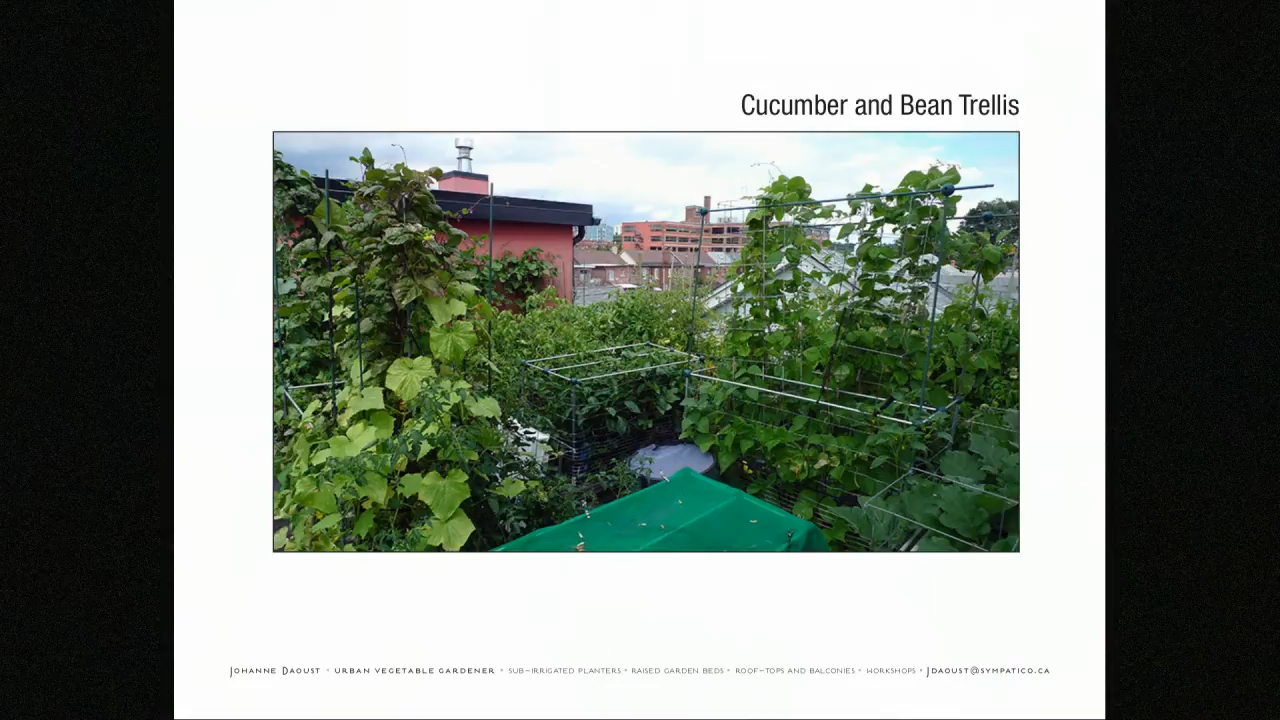 Cucumber and Bean Trellis
Johanne Daoust • urban vegetable gardener • sub-irrigated planters • raised garden beds • roof-tops and balconies • workshops • jdaoust@sympatico.ca